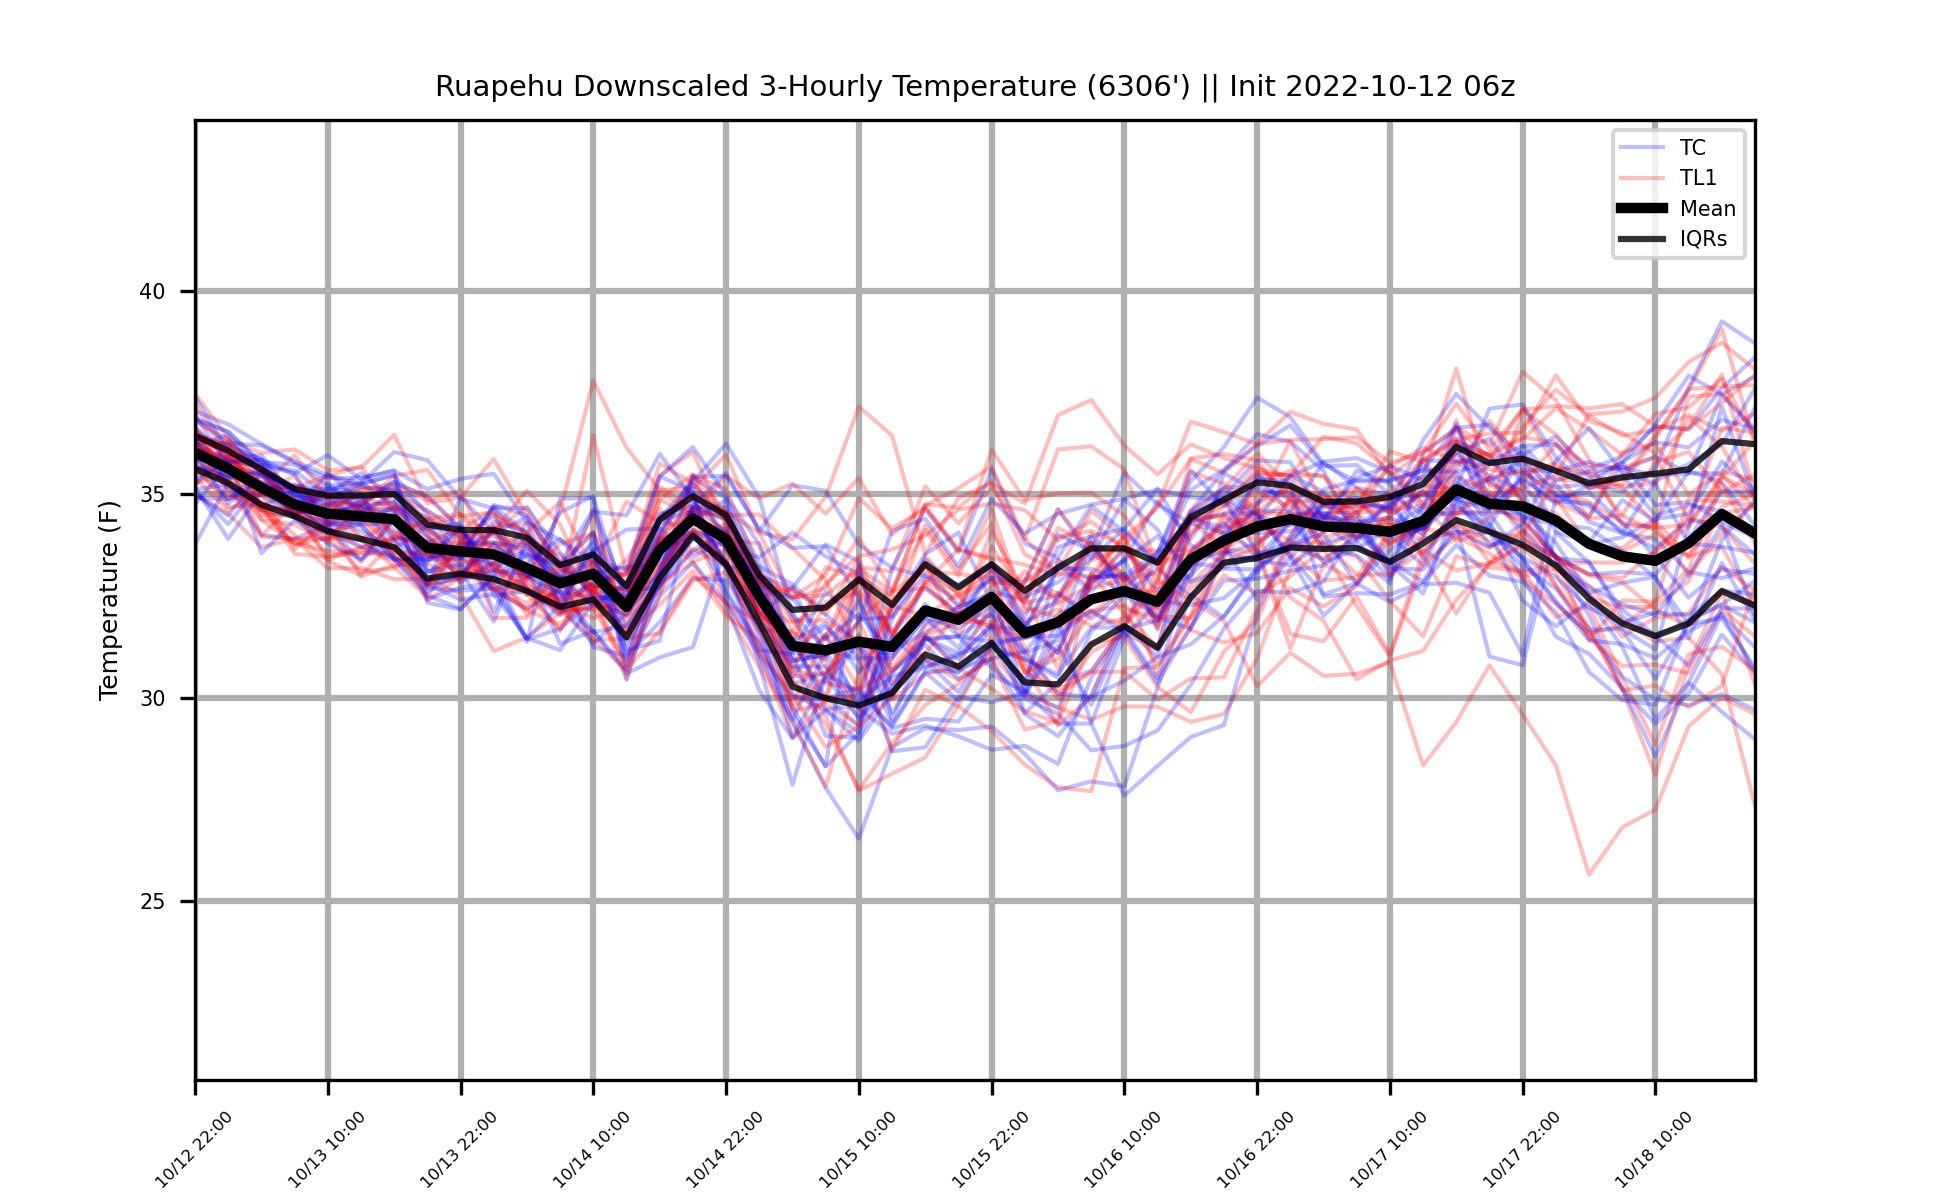 Ruapehu Downscaled 3-Hourly Temperature (6306') || Init 2022-10-12 06z
TC
TL1
Mean
IQRs
Temperature (F)
40
35
30
25
10/12 22:00
10/13 10:00
10/13 22:00
10/14 10:00
10/14 22:00
10/15 10:00
10/15 22:00
10/16 10:00
10/16 22:00
10/17 10:00
10/17 22:00
10/18 10:00